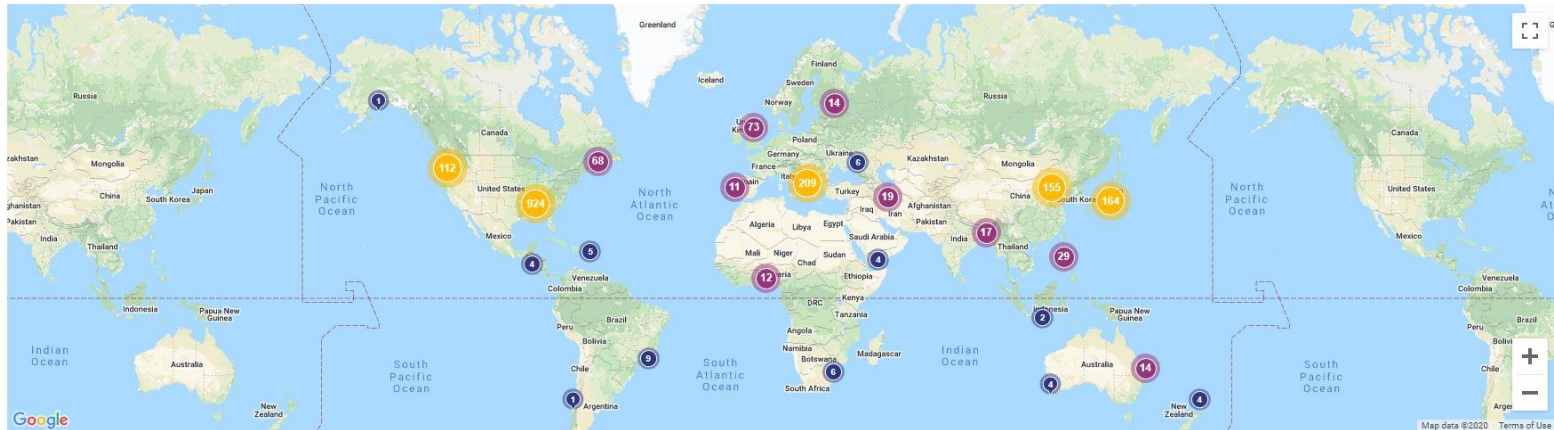 Greenland
Iceland
Finland
Sweden
Norway
14
Russia
1
Russia
73
Canada
Canada
Poland
Germany
Ukraine
France
68
6
Kazakhstan
Mongolia
Mongolia
112
209
11
Turkey
155
China
South Korea
164
19
Iraq
Iran
Afghanistan
Pakistan
China
Japan
South Korea
United States
924
United States
North
Pacific
Ocean
North
Atlantic
Ocean
North
Pacific
Ocean
Pakistan
India
Thailand
Mexico
Algeria
Libya
Egypt
Saudi Arabia
17
India
Thailand
29
Mexico
4
5
Mali
Niger
Chad
Sudan
4
12
Ethiopia
Venezuela
Colombia
Venezuela
Colombia
DRC
Kenya
Tanzania
Indonesia
Papua New
Guinea
Indonesia
2
Papua New
Guinea
Peru
Brazil
Bolivia
Angola
Namibia
Botswana
Madagascar
6
South Africa
Peru
Brazil
Indian
Ocean
Australia
South
Pacific
Ocean
Chile
9
1
Argentina
South
Atlantic
Ocean
Indian
Ocean
Australia
14
4
4
New
Zealand
New
Zealand
South
Pacific
Ocean
Chile
+
−
Google
Map data ©2020
Terms of Use